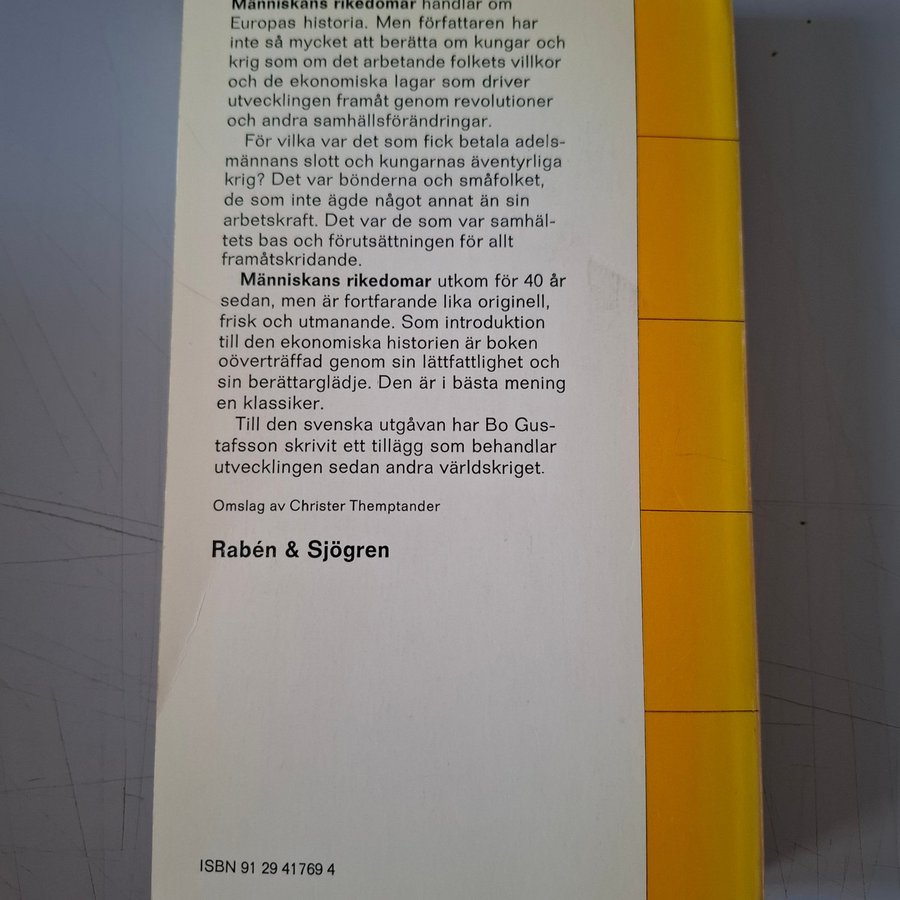 Människans rikedomar handlar om
Europas historia. Men författaren har
inte så mycket att berätta om kungar och
krig som om det arbetande folkets villkor
och de ekonomiska lagar som driver
utvecklingen framåt genom revolutioner
och andra samhällsförändringar.
För vilka var det som fick betala adels-
männans slott och kungarnas äventyrliga
krig? Det var bönderna och småfolket,
de som inte ägde något annat än sin
arbetskraft. Det var de som var samhäl-
tets bas och förutsättningen för allt
framåtskridande.
Människans rikedomar utkom för 40 år
sedan, men är fortfarande lika originell,
frisk och utmanande. Som introduktion
till den ekonomiska historien är boken
oöverträffad genom sin lättfattlighet och
sin berättarglädje. Den är i bästa mening
en klassiker.
Till den svenska utgåvan har Bo Gus-
tafsson skrivit ett tillägg som behandlar
utvecklingen sedan andra världskriget.
Omslag av Christer Themptander
Rabén & Sjögren
ISBN 91 29 41769 4